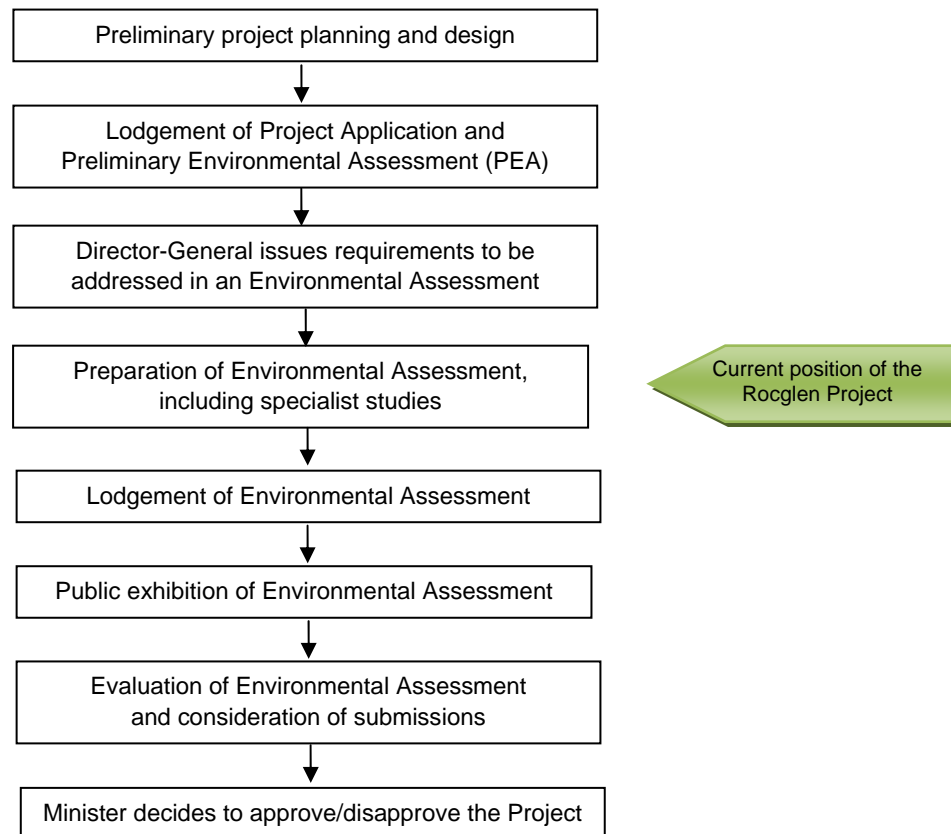 Preliminary project planning and design
Lodgement of Project Application and
Preliminary Environmental Assessment (PEA)
Director-General issues requirements to be
addressed in an Environmental Assessment
Preparation of Environmental Assessment,
including specialist studies
Current position of the
Rocglen Project
Lodgement of Environmental Assessment
Public exhibition of Environmental Assessment
Evaluation of Environmental Assessment
and consideration of submissions
Minister decides to approve/disapprove the Project